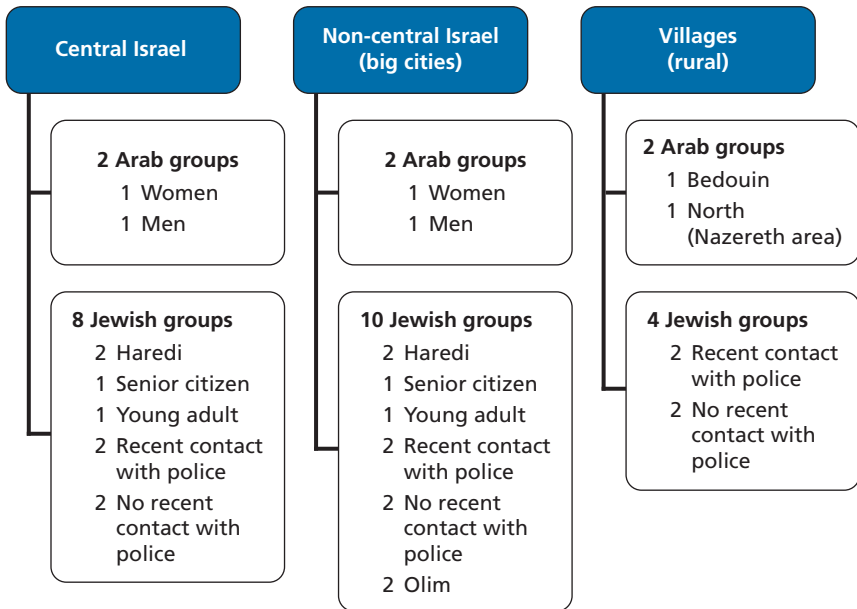 Central Israel
2 Arab groups
1 Women
1 Men
8 Jewish groups
2 Haredi
1 Senior citizen
1 Young adult
2 Recent contact
with police
2 No recent
contact with
police
Non-central Israel
(big cities)
2 Arab groups
1 Women
1 Men
10 Jewish groups
2 Haredi
1 Senior citizen
1 Young adult
2 Recent contact
with police
2 No recent
contact with
police
2 Olim
Villages
(rural)
2 Arab groups
1 Bedouin
1 North
(Nazereth area)
4 Jewish groups
2 Recent contact
with police
2 No recent
contact with
police